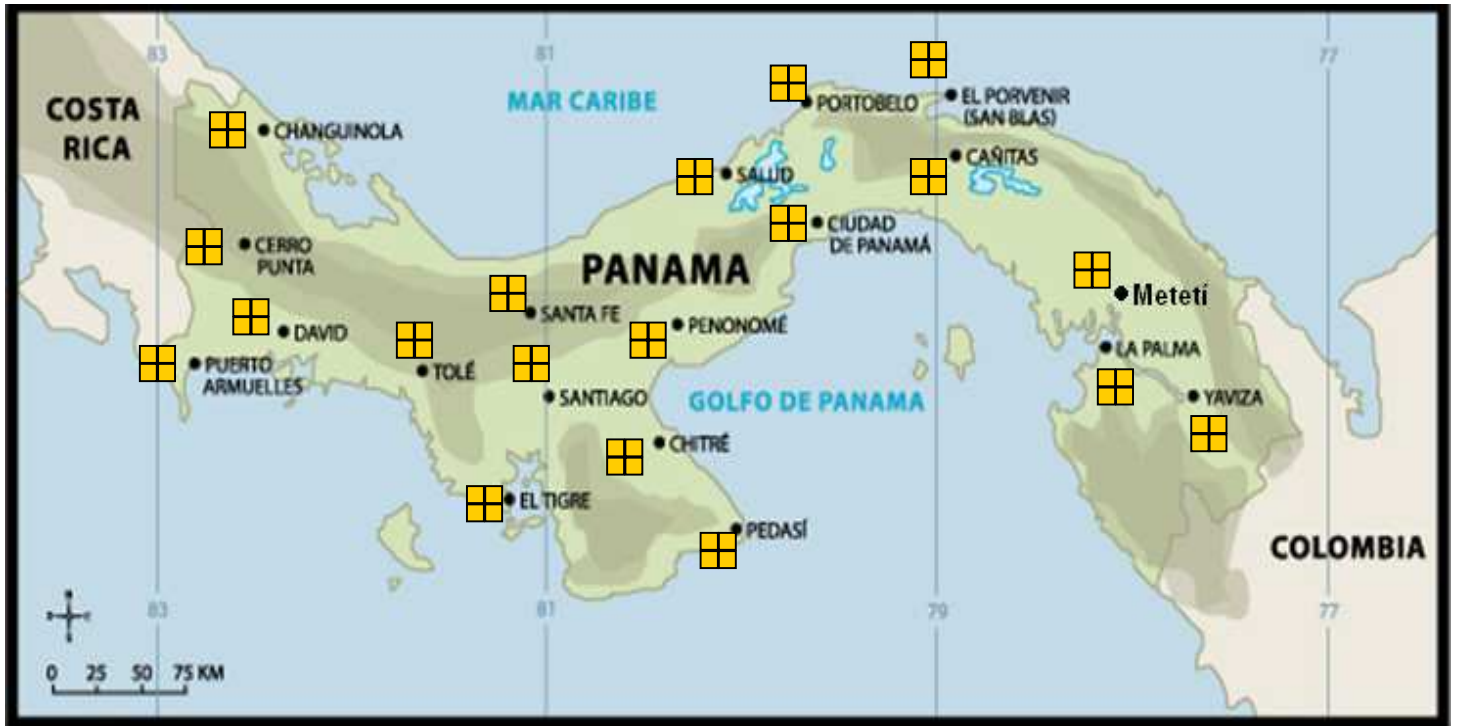 83
81
77
COSTA
RICA
MAR CARIBE
PORTOBELO
EL PORVENIR
(SAN BLAS)
CHANGUINOLA
CAÑITAS
SALUD
CIUDAD
DE PANAMÁ
CERRO
PUNTA
PANAMA
Metetí
SANTA FE
PENONOMÉ
DAVID
LA PALMA
PUERTO
ARMUELLES
TOLÉ
SANTIAGO
GOLFO DE PANAMA
YAVIZA
CHITRÉ
EL TIGRE
PEDASÍ
COLOMBIA
83
81
79
77
0 25 50 75 KM